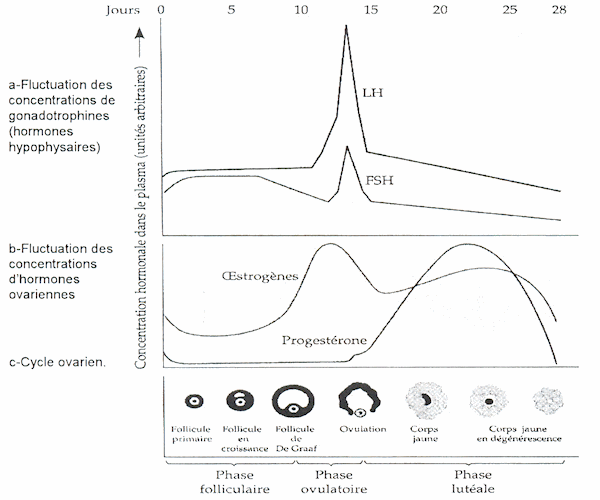 Jours 0 5 10 15 20 25 28
a-Fluctuation des
concentrations de
gonadotrophines
(hormones
hypophysaires)
LH
FSH
Concentration hormonale dans le plasma (unités arbitraires)
b-Fluctuation des
concentrations
d'hormones
ovariennes
Œstrogènes
Progestérone
c-Cycle ovarien.
Follicule
primaire
Follicule
en
croissance
Follicule
de
De Graaf
Ovulation
Corps
jaune
Corps jaune
en dégénérescence
Phase
folliculaire
Phase
ovulatoire
Phase
lutéale